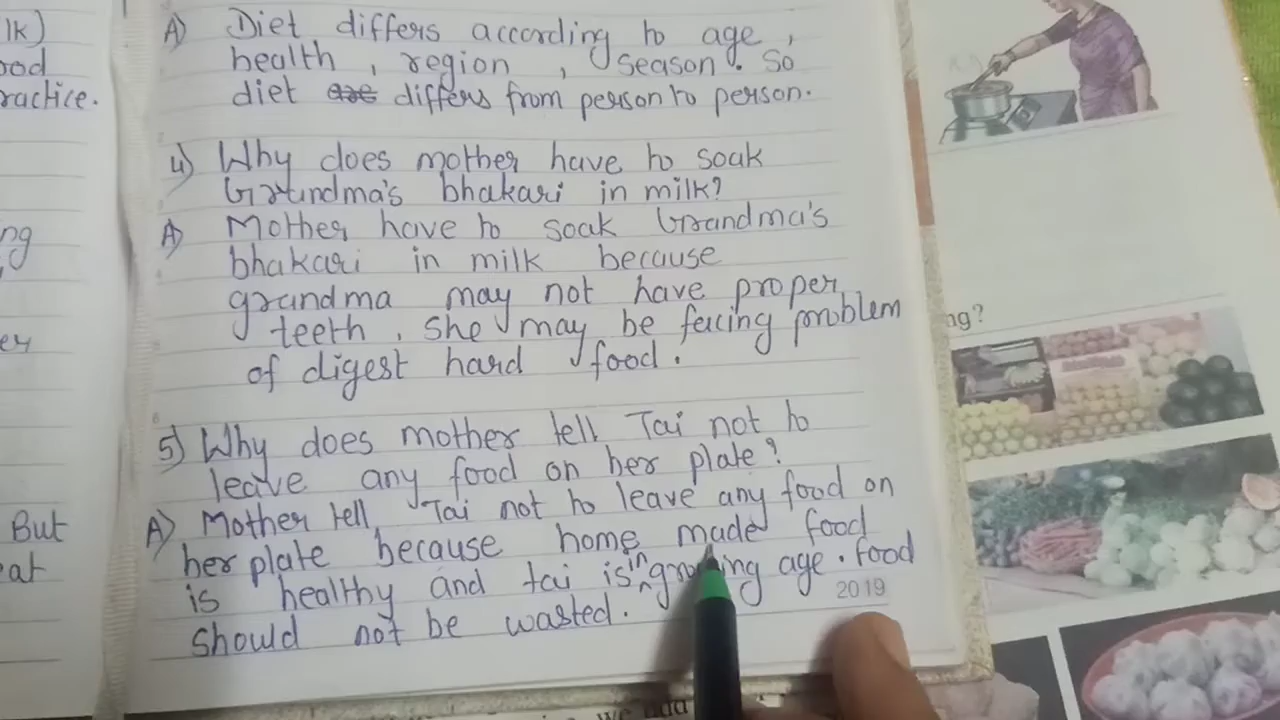 lk)
ood
ractice.
ng
er
But
eat
A) Diet differs according to age,
health, region, season. So
diet differs from person to person.
4) Why does mother have to soak
Grandma's bhakari in milk?
A) Mother have to soak Grandma's
bhakari in milk because
grandma may not have proper
teeth, she may be facing problem
of digest hard food.
5) Why does mother tell Tai not to
leave any food on her plate?
A) Mother tell Tai not to leave any food on
her plate because home made food
is healthy and tai is in growing age. Food
should not be wasted.
2019
ng?